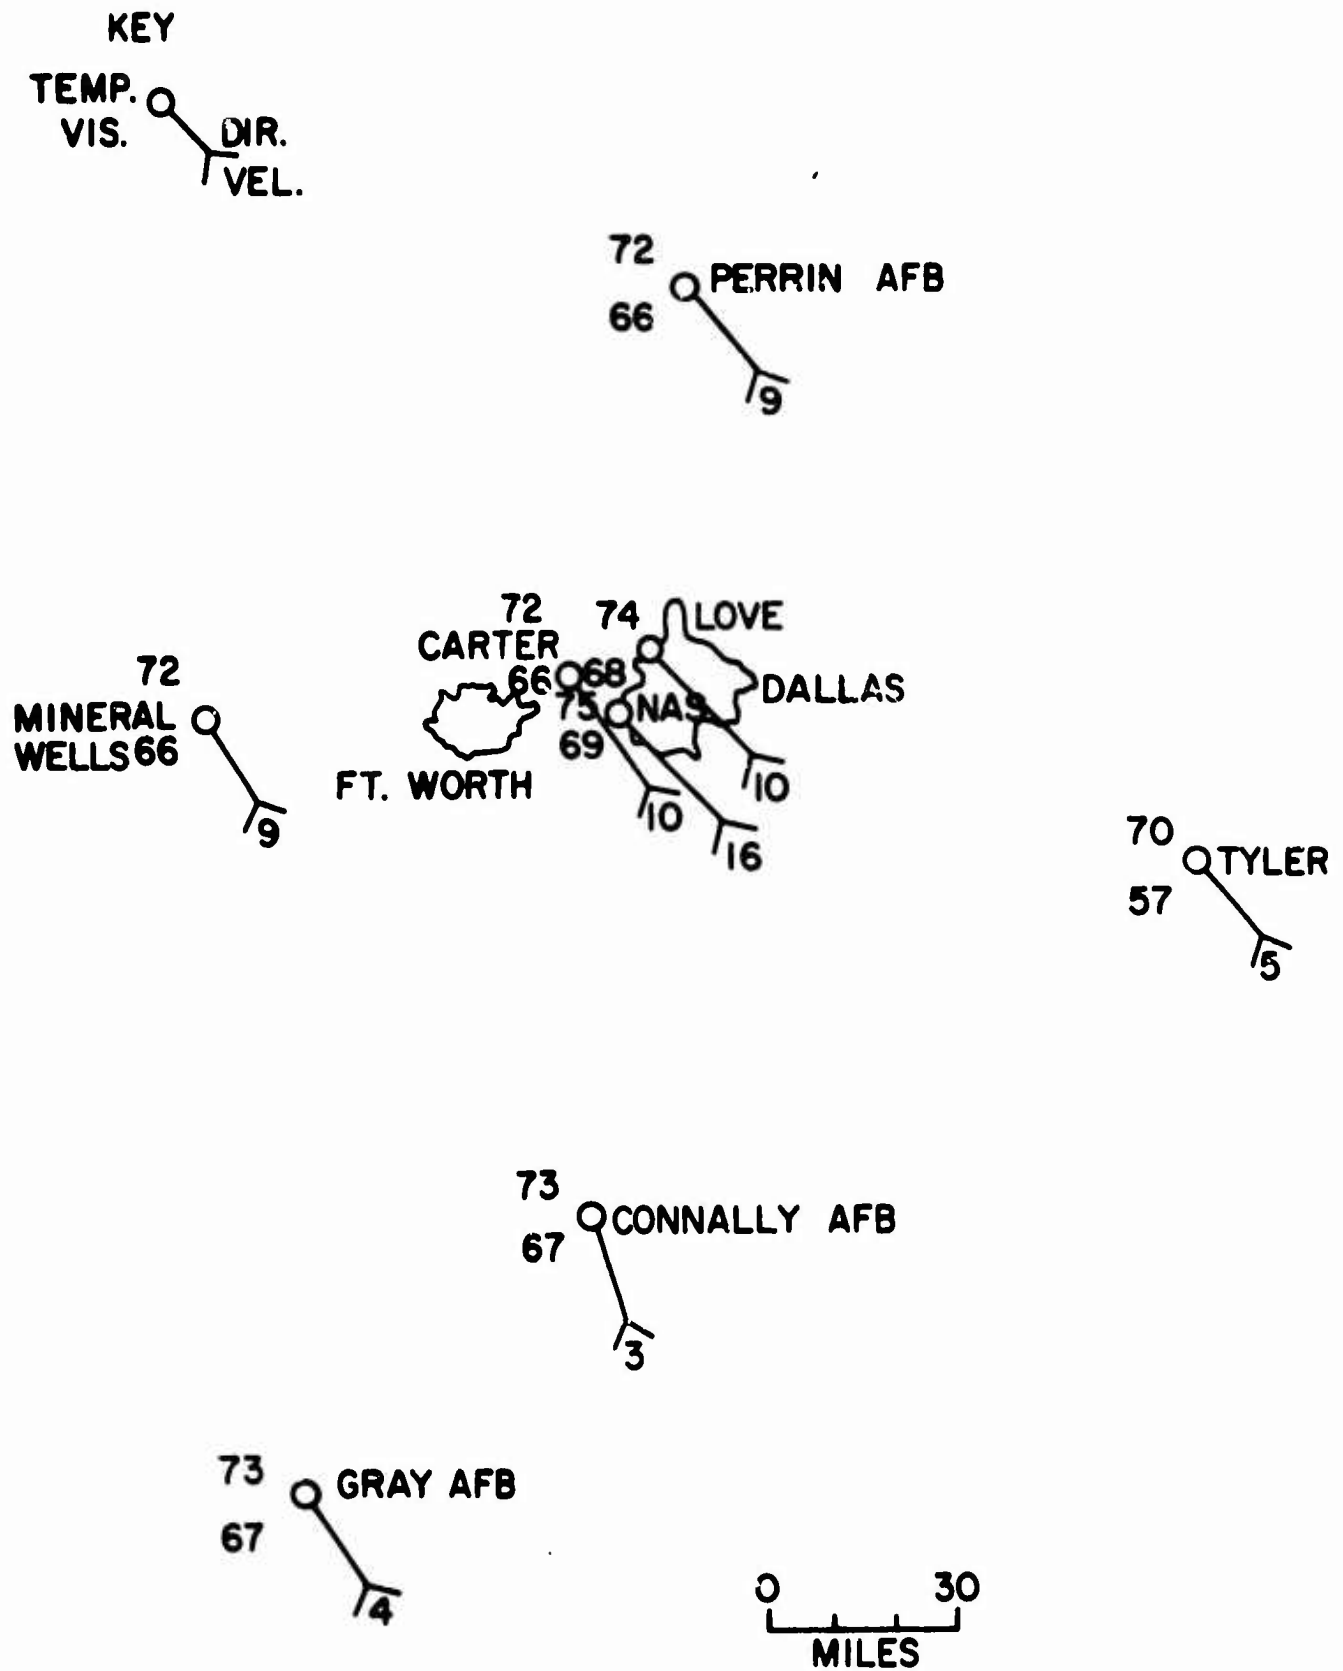 KEY
TEMP.
VIS.
DIR.
VEL.
72
PERRIN AFB
66
9
72
74
LOVE
CARTER
66
68
DALLAS
75
NAS
69
10
10
16
72
MINERAL
WELLS 66
9
FT. WORTH
70
TYLER
57
5
73
CONNALLY AFB
67
3
73
GRAY AFB
67
4
0 30
MILES